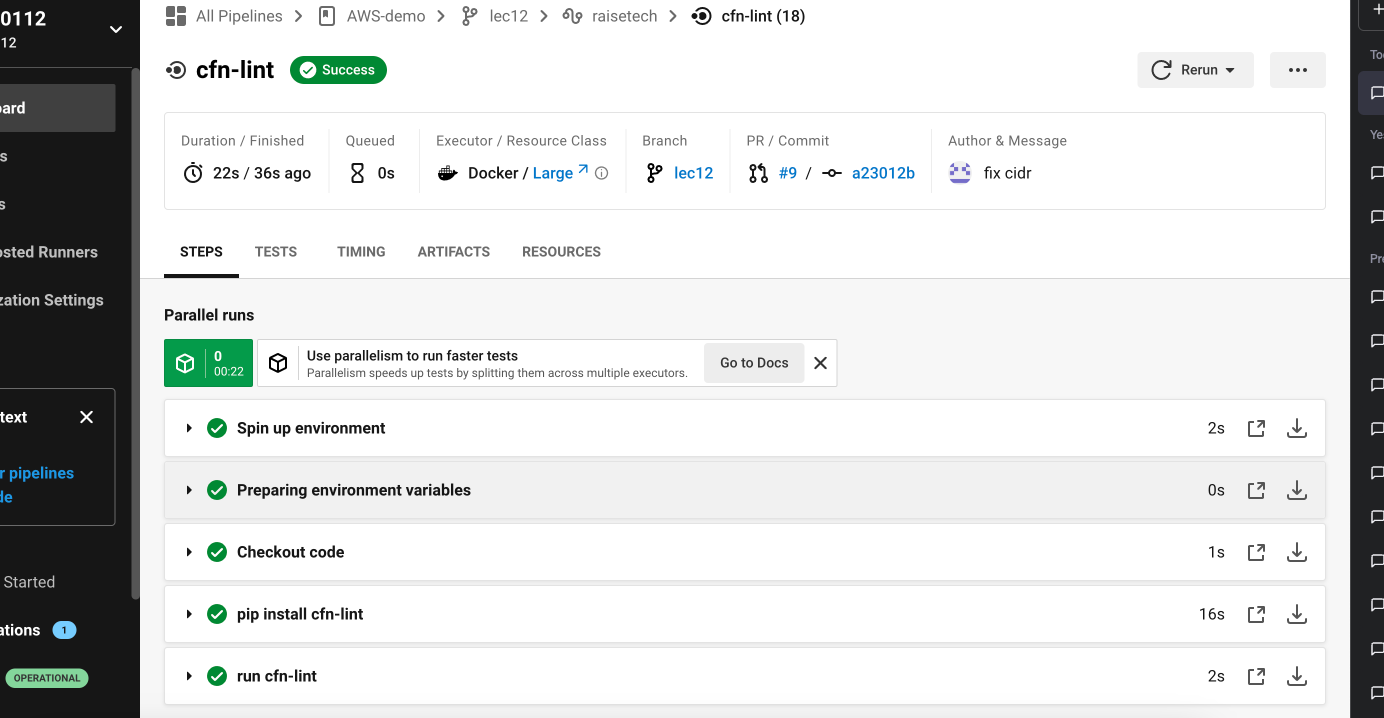 0112
12
ard
s
s
osted Runners
zation Settings
text
r pipelines
de
Started
ations 1
OPERATIONAL
All Pipelines AWS-demo lec12 raisetech cfn-lint (18)
cfn-lint Success Rerun
Duration / Finished Queued Executor / Resource Class Branch PR / Commit Author & Message
22s / 36s ago 0s Docker / Large lec12 #9 / a23012b fix cidr
STEPS TESTS TIMING ARTIFACTS RESOURCES
Parallel runs
0
00:22
Use parallelism to run faster tests
Parallelism speeds up tests by splitting them across multiple executors.
Go to Docs
Spin up environment 2s
Preparing environment variables 0s
Checkout code 1s
pip install cfn-lint 16s
run cfn-lint 2s
To
Ye
Pre